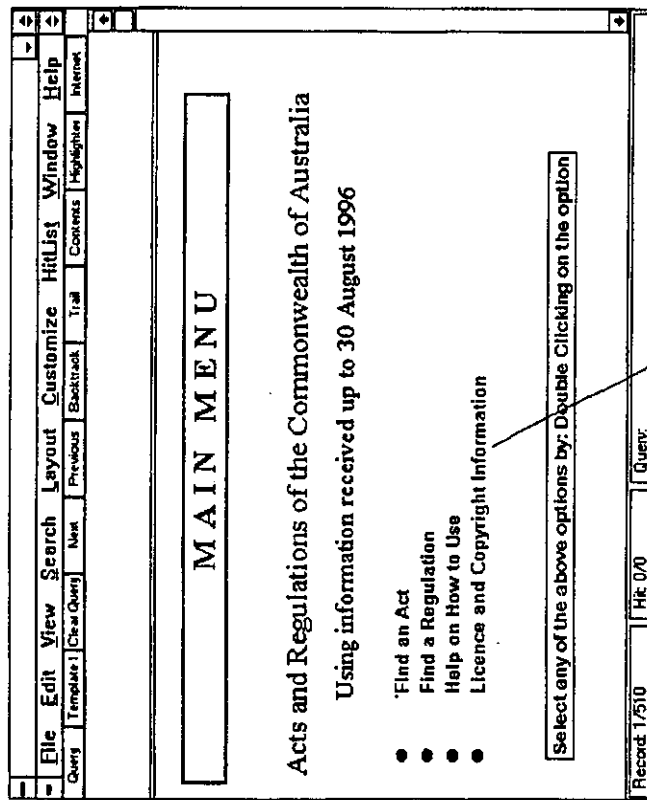 File Edit View Search Layout Customize HitList Window Help
Query Template 1 Clear Query Next Previous Backtrack Trail Contents Highlighter Internet
MAIN MENU
Acts and Regulations of the Commonwealth of Australia
Using information received up to 30 August 1996
Find an Act
Find a Regulation
Help on How to Use
Licence and Copyright Information
Select any of the above options by: Double Clicking on the option
Record: 1/510 Hit: 0/0 Query: